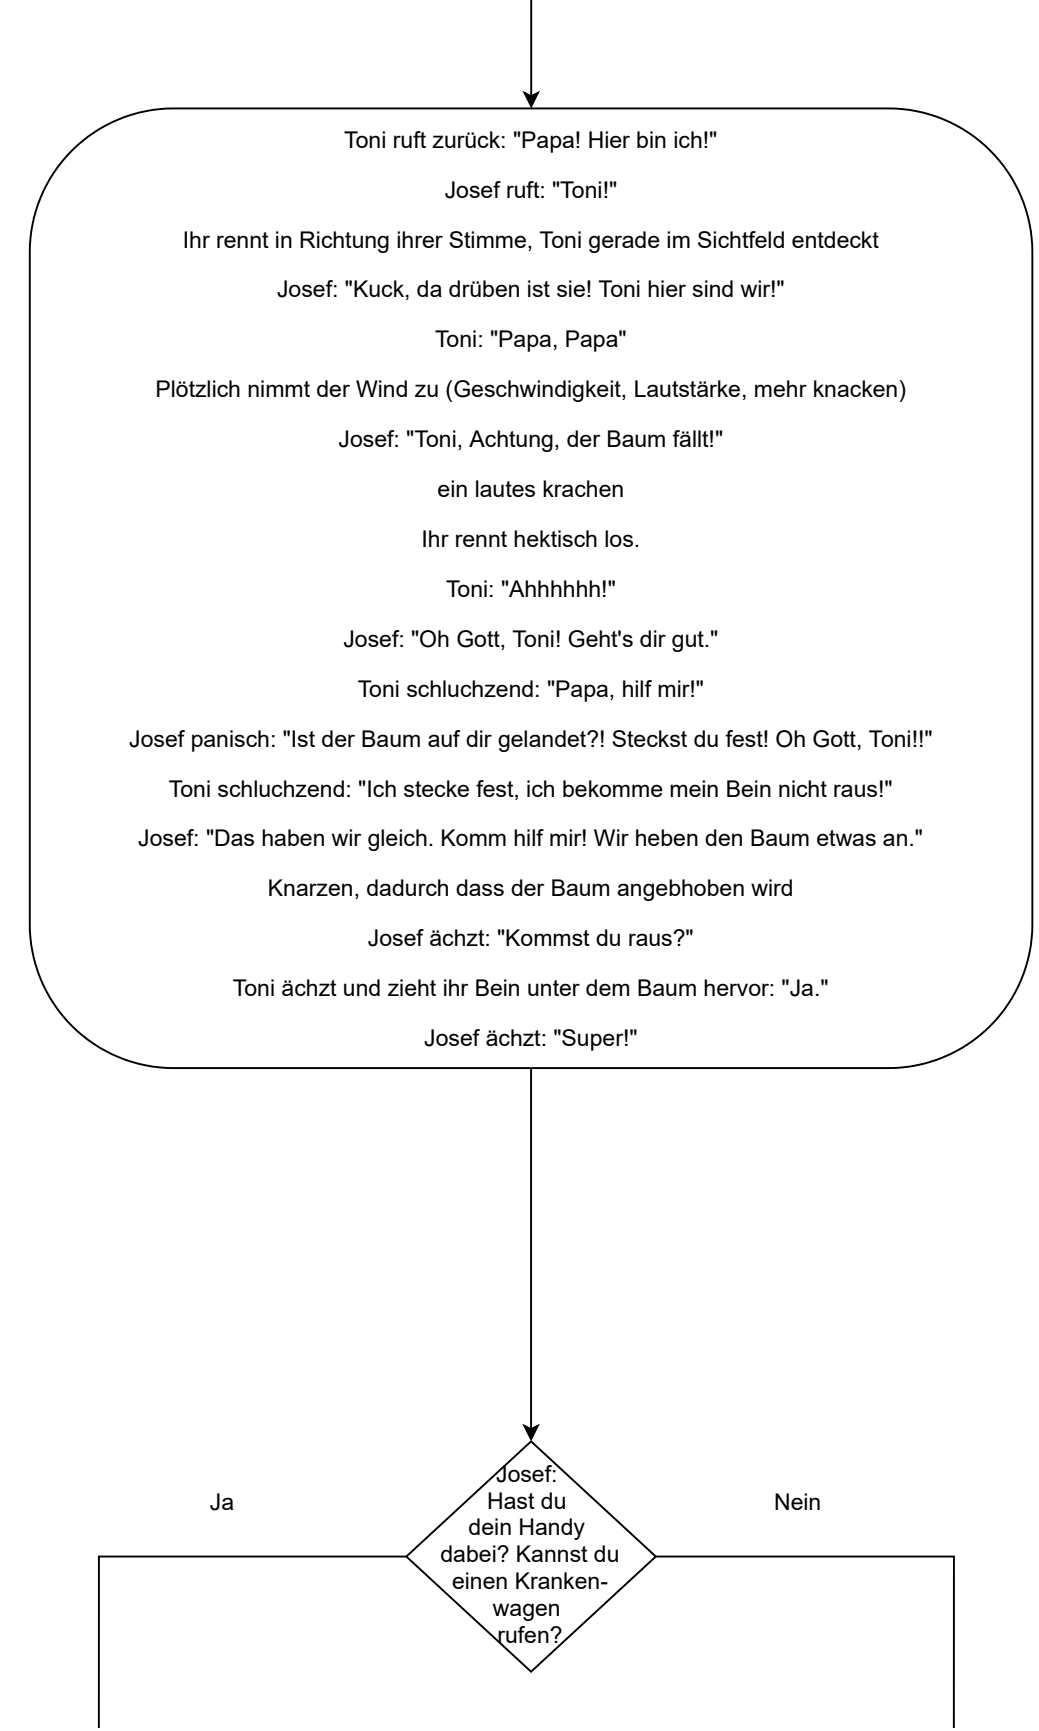 Toni ruft zurück: "Papa! Hier bin ich!"
Josef ruft: "Toni!"
Ihr rennt in Richtung ihrer Stimme, Toni gerade im Sichtfeld entdeckt
Josef: "Kuck, da drüben ist sie! Toni hier sind wir!"
Toni: "Papa, Papa"
Plötzlich nimmt der Wind zu (Geschwindigkeit, Lautstärke, mehr knacken)
Josef: "Toni, Achtung, der Baum fällt!"
ein lautes krachen
Ihr rennt hektisch los.
Toni: "Ahhhhhh!"
Josef: "Oh Gott, Toni! Geht's dir gut."
Toni schluchzend: "Papa, hilf mir!"
Josef panisch: "Ist der Baum auf dir gelandet?! Steckst du fest! Oh Gott, Toni!!"
Toni schluchzend: "Ich stecke fest, ich bekomme mein Bein nicht raus!"
Josef: "Das haben wir gleich. Komm hilf mir! Wir heben den Baum etwas an."
Knarzen, dadurch dass der Baum angebhoben wird
Josef ächzt: "Kommst du raus?"
Toni ächzt und zieht ihr Bein unter dem Baum hervor: "Ja."
Josef ächzt: "Super!"
Josef:
Hast du
dein Handy
dabei? Kannst du
einen Kranken-
wagen
rufen?
Ja
Nein